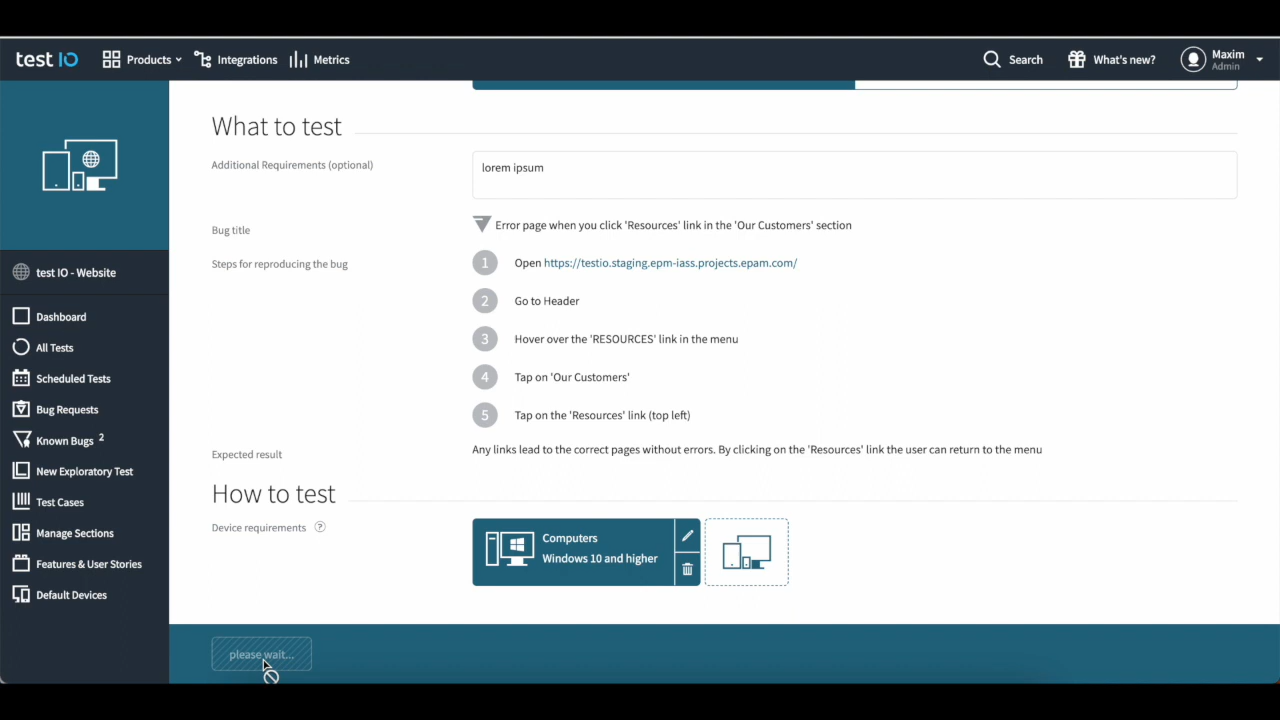 test IO
Products
Integrations
Metrics
Search
What's new?
Maxim
Admin
test IO - Website
Dashboard
All Tests
Scheduled Tests
Bug Requests
Known Bugs 2
New Exploratory Test
Test Cases
Manage Sections
Features & User Stories
Default Devices
What to test
Additional Requirements (optional)
lorem ipsum
Bug title
Error page when you click 'Resources' link in the 'Our Customers' section
Steps for reproducing the bug
1 Open https://testio.staging.epm-iass.projects.epam.com/
2 Go to Header
3 Hover over the 'RESOURCES' link in the menu
4 Tap on 'Our Customers'
5 Tap on the 'Resources' link (top left)
Expected result
Any links lead to the correct pages without errors. By clicking on the 'Resources' link the user can return to the menu
How to test
Device requirements ?
Computers
Windows 10 and higher
please wait...